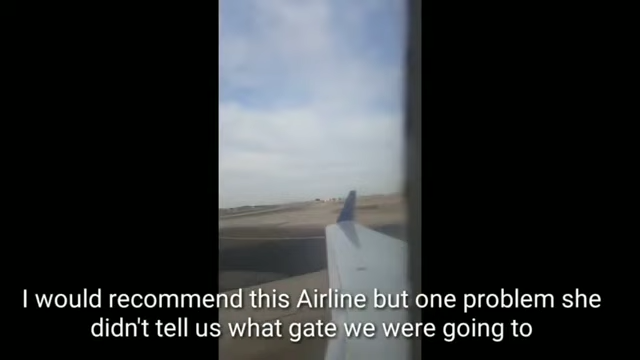 I would recommend this Airline but one problem she
didn't tell us what gate we were going to